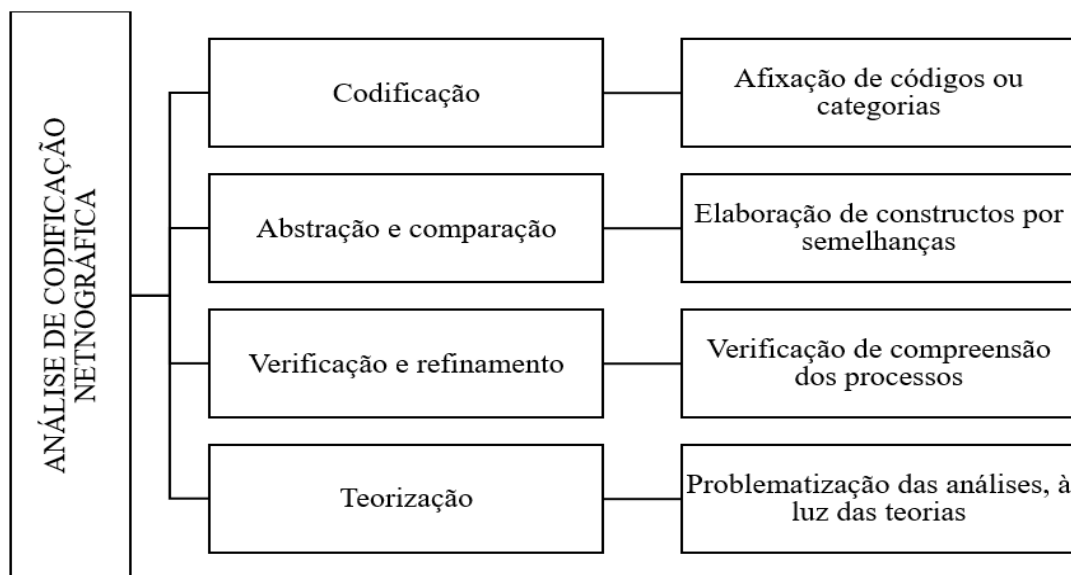 ANÁLISE DE CODIFICAÇÃO
NETNOGRÁFICA
Codificação
Afixação de códigos ou
categorias
Abstração e comparação
Elaboração de constructos por
semelhanças
Verificação e refinamento
Verificação de compreensão
dos processos
Teorização
Problematização das análises, à
luz das teorias